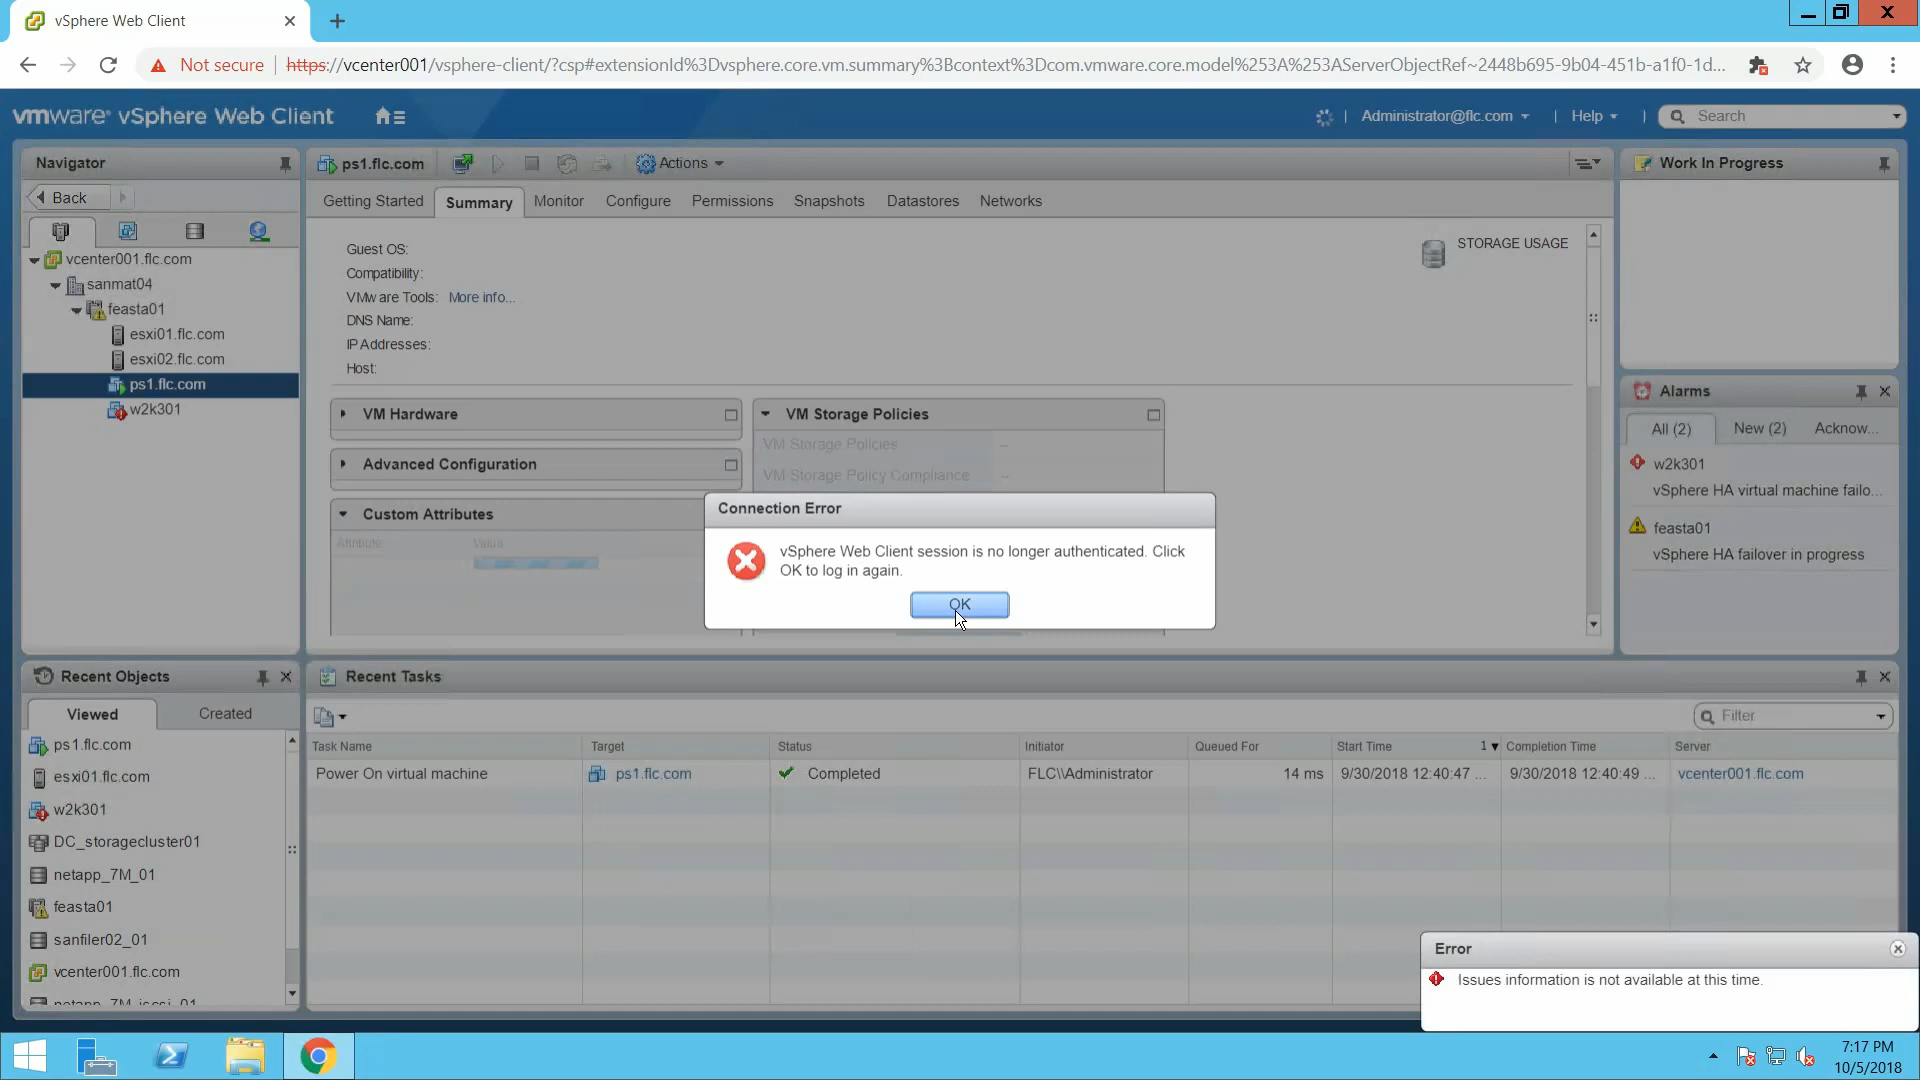 vSphere Web Client
Not secure https://vcenter001/vsphere-client/?csp#extensionId%3Dvsphere.core.vm.summary%3Bcontext%3Dcom.vmware.core.model%253A%253AServerObjectRef~2448b695-9b04-451b-a1f0-1d...
vmware® vSphere Web Client
Administrator@flc.com
Help
Search
Navigator
Back
vcenter001.flc.com
sanmat04
feasta01
esxi01.flc.com
esxi02.flc.com
ps1.flc.com
w2k301
ps1.flc.com
Actions
Getting Started Summary Monitor Configure Permissions Snapshots Datastores Networks
Guest OS:
Compatibility:
VMware Tools: More info...
DNS Name:
IP Addresses:
Host:
STORAGE USAGE
VM Hardware
Advanced Configuration
Custom Attributes
Attribute Value
VM Storage Policies
VM Storage Policies --
VM Storage Policy Compliance --
Connection Error
vSphere Web Client session is no longer authenticated. Click
OK to log in again.
OK
Work In Progress
Alarms
All (2) New (2) Acknow...
w2k301
vSphere HA virtual machine failo...
feasta01
vSphere HA failover in progress
Recent Objects
Viewed Created
ps1.flc.com
esxi01.flc.com
w2k301
DC_storagecluster01
netapp_7M_01
feasta01
sanfiler02_01
vcenter001.flc.com
netapp_7M_iscsi_01
Recent Tasks
Filter
Task Name Target Status Initiator Queued For Start Time 1 Completion Time Server
Power On virtual machine ps1.flc.com Completed FLC\\Administrator 14 ms 9/30/2018 12:40:47 ... 9/30/2018 12:40:49 ... vcenter001.flc.com
Error
Issues information is not available at this time.
7:17 PM
10/5/2018